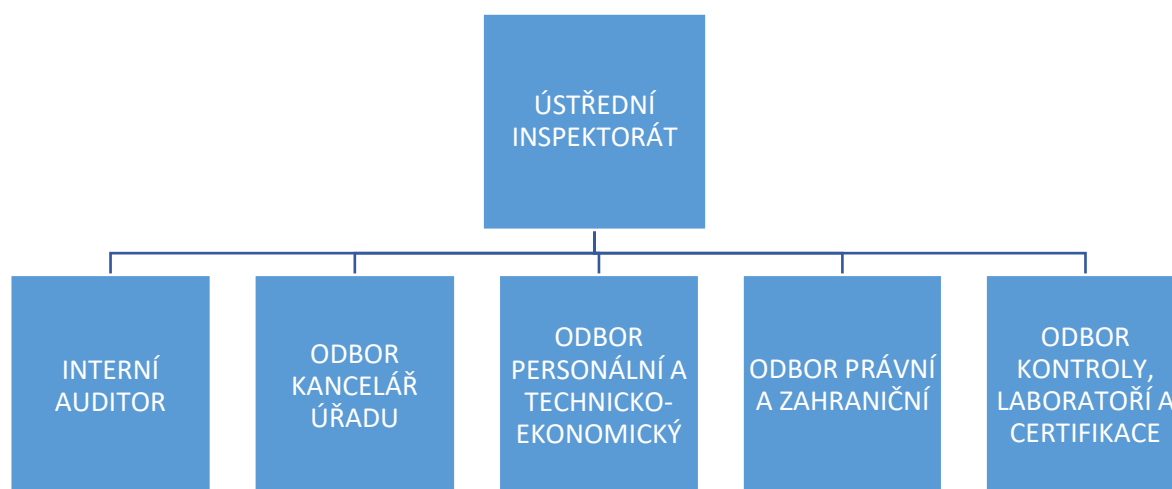 ÚSTŘEDNÍ
INSPEKTORÁT
INTERNÍ
AUDITOR
ODBOR
KANCELÁŘ
ÚŘADU
ODBOR
PERSONÁLNÍ A
TECHNICKO-
EKONOMICKÝ
ODBOR PRÁVNÍ
A ZAHRANIČNÍ
ODBOR
KONTROLY,
LABORATOŘÍ A
CERTIFIKACE